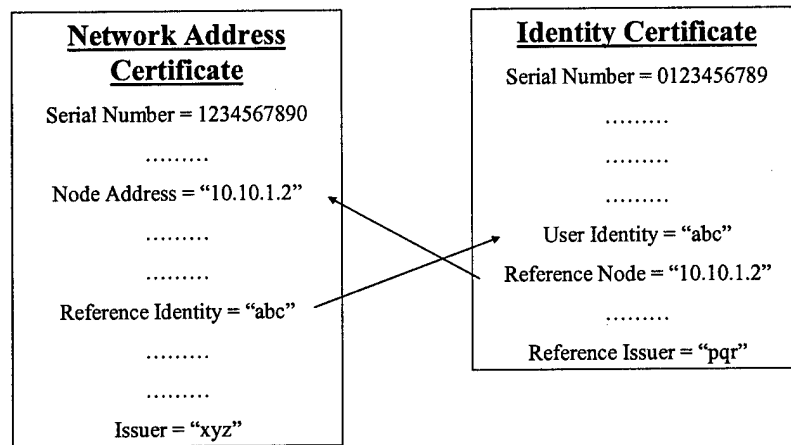 Network Address
Certificate
Serial Number = 1234567890
.........
Node Address = “10.10.1.2”
.........
.........
Reference Identity = “abc”
.........
.........
Issuer = “xyz”
Identity Certificate
Serial Number = 0123456789
.........
.........
.........
User Identity = “abc”
Reference Node = “10.10.1.2”
.........
Reference Issuer = “pqr”